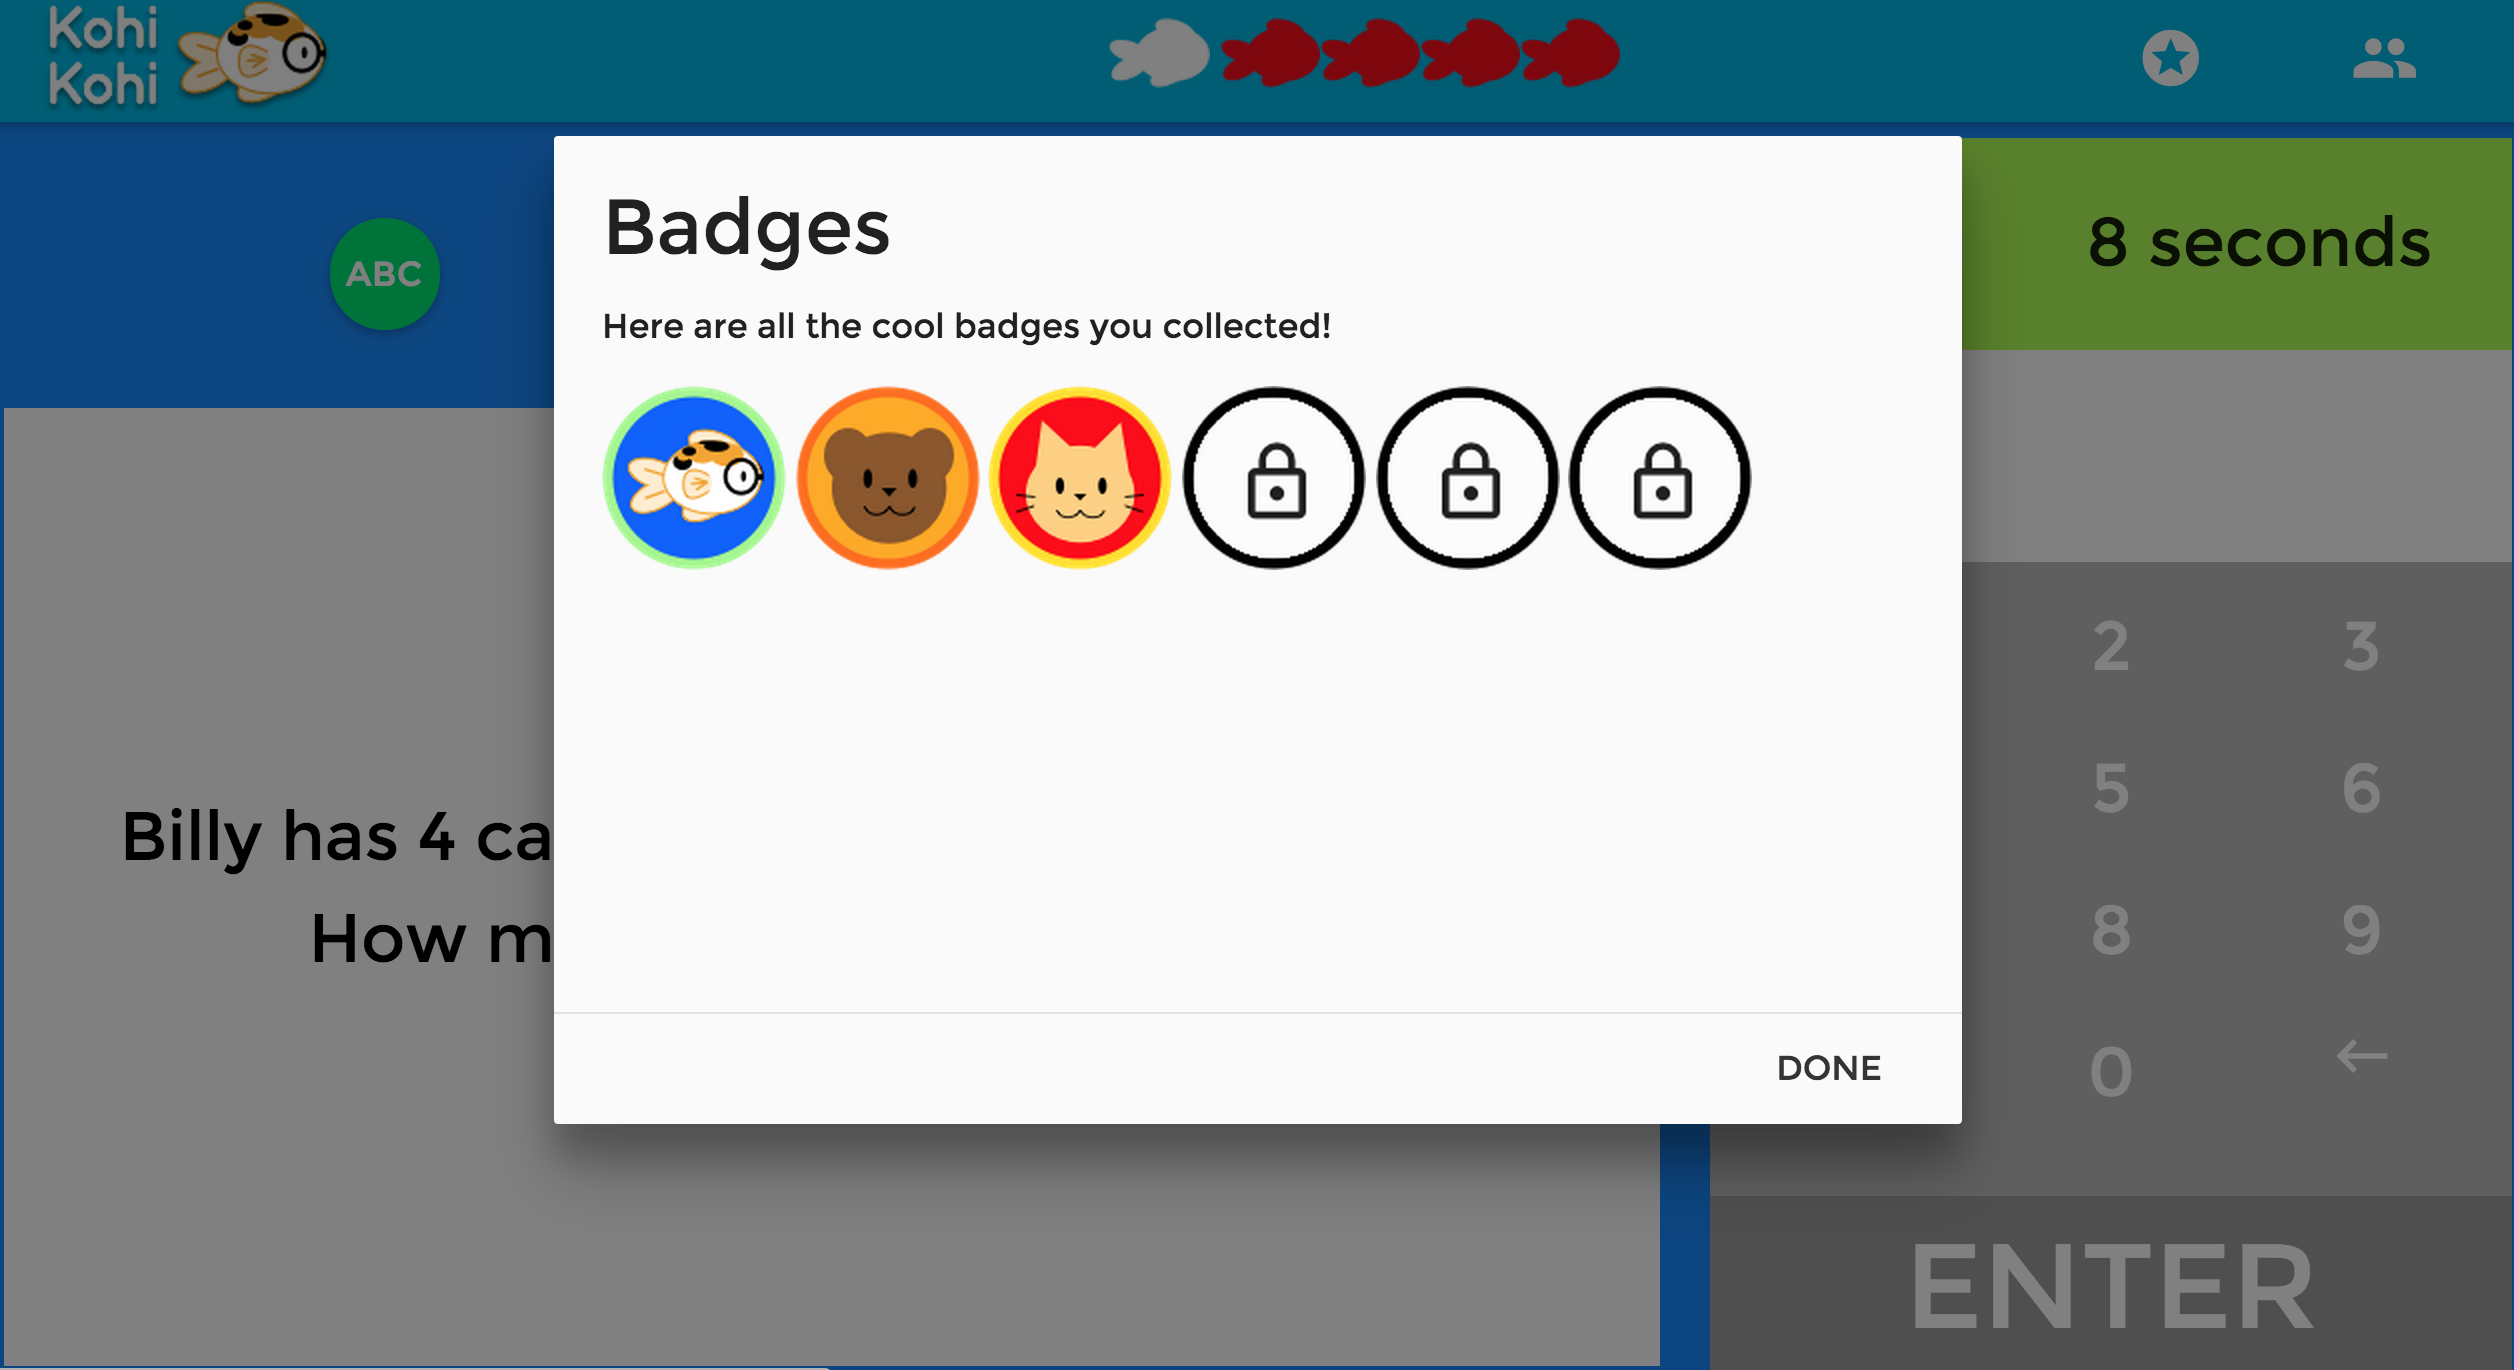 Kohi
Kohi
ABC
8 seconds
Badges
Here are all the cool badges you collected!
Billy has 4 ca
How m
2 3
5 6
8 9
0 ←
DONE
ENTER